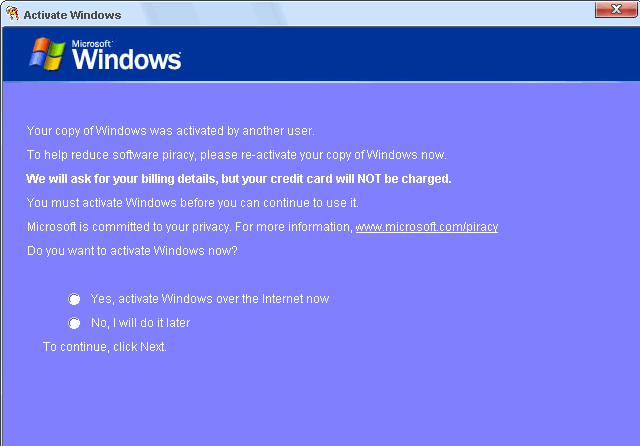 Activate Windows
Microsoft
Windows
Your copy of Windows was activated by another user.
To help reduce software piracy, please re-activate your copy of Windows now.
We will ask for your billing details, but your credit card will NOT be charged.
You must activate Windows before you can continue to use it.
Microsoft is committed to your privacy. For more information, www.microsoft.com/piracy
Do you want to activate Windows now?
Yes, activate Windows over the Internet now
No, I will do it later
To continue, click Next.